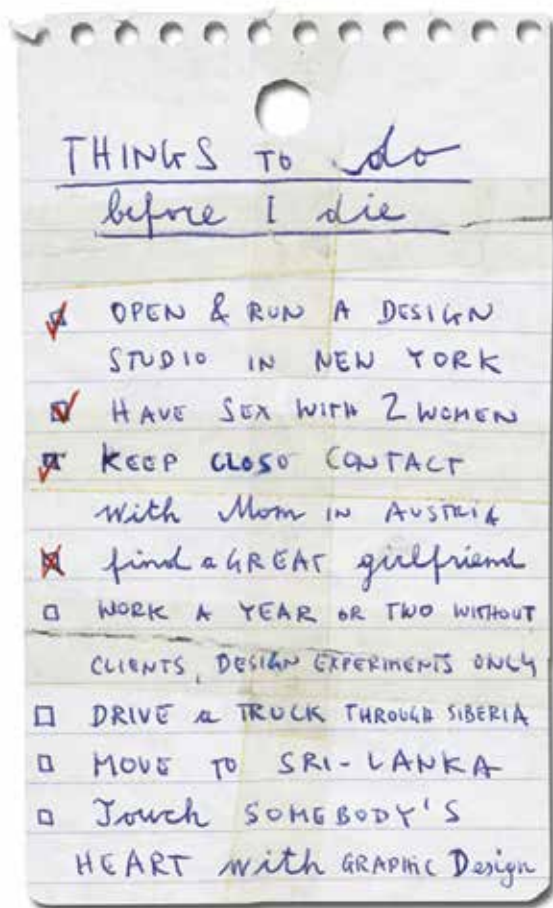 THINGS TO do
before I die
OPEN & RUN A DESIGN
STUDIO IN NEW YORK
HAVE SEX WITH 2 WOMEN
KEEP CLOSO CONTACT
with Mom IN AUSTRIA
find a GREAT girlfriend
WORK A YEAR OR TWO WITHOUT
CLIENTS, DESIGN EXPERIMENTS ONLY
DRIVE a TRUCK THROUGH SIBERIA
MOVE TO SRI-LANKA
Touch SOMEBODY'S
HEART with GRAPHIC Design